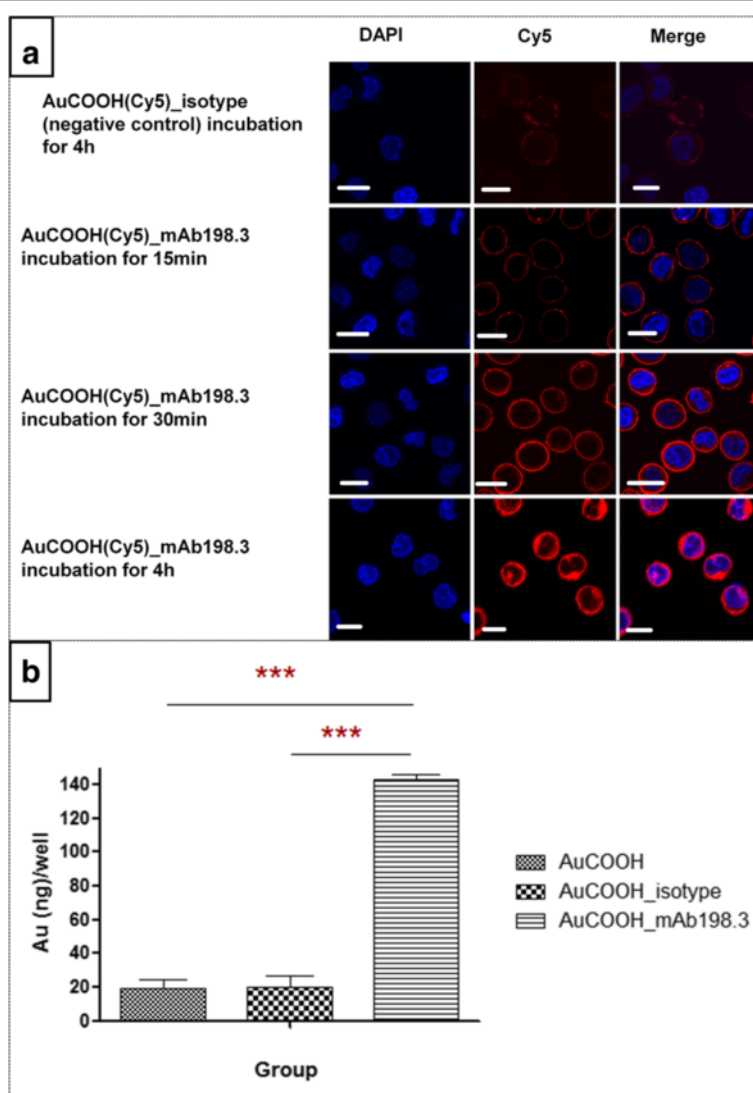 a
DAPI
Cy5
Merge
AuCOOH(Cy5)_isotype
(negative control) incubation
for 4h
AuCOOH(Cy5)_mAb198.3
incubation for 15min
AuCOOH(Cy5)_mAb198.3
incubation for 30min
AuCOOH(Cy5)_mAb198.3
incubation for 4h
b
***
***
Au (ng)/well
140
120
100
80
60
40
20
0
Group
AuCOOH
AuCOOH_isotype
AuCOOH_mAb198.3